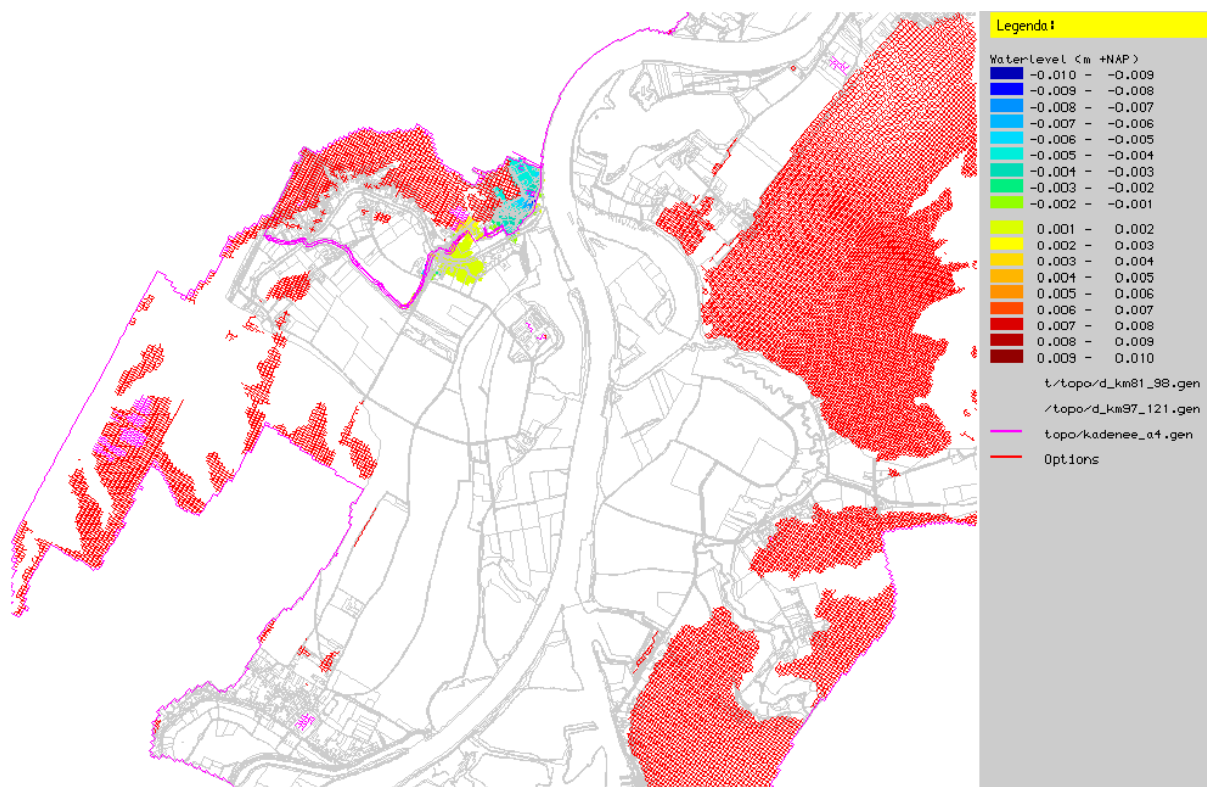 Legenda:
Waterlevel (m +NAP)
-0.010 - -0.009
-0.009 - -0.008
-0.008 - -0.007
-0.007 - -0.006
-0.006 - -0.005
-0.005 - -0.004
-0.004 - -0.003
-0.003 - -0.002
-0.002 - -0.001
0.001 - 0.002
0.002 - 0.003
0.003 - 0.004
0.004 - 0.005
0.005 - 0.006
0.006 - 0.007
0.007 - 0.008
0.008 - 0.009
0.009 - 0.010
t/topo/d_km81_98.gen
/topo/d_km97_121.gen
topo/kadenee_a4.gen
Options